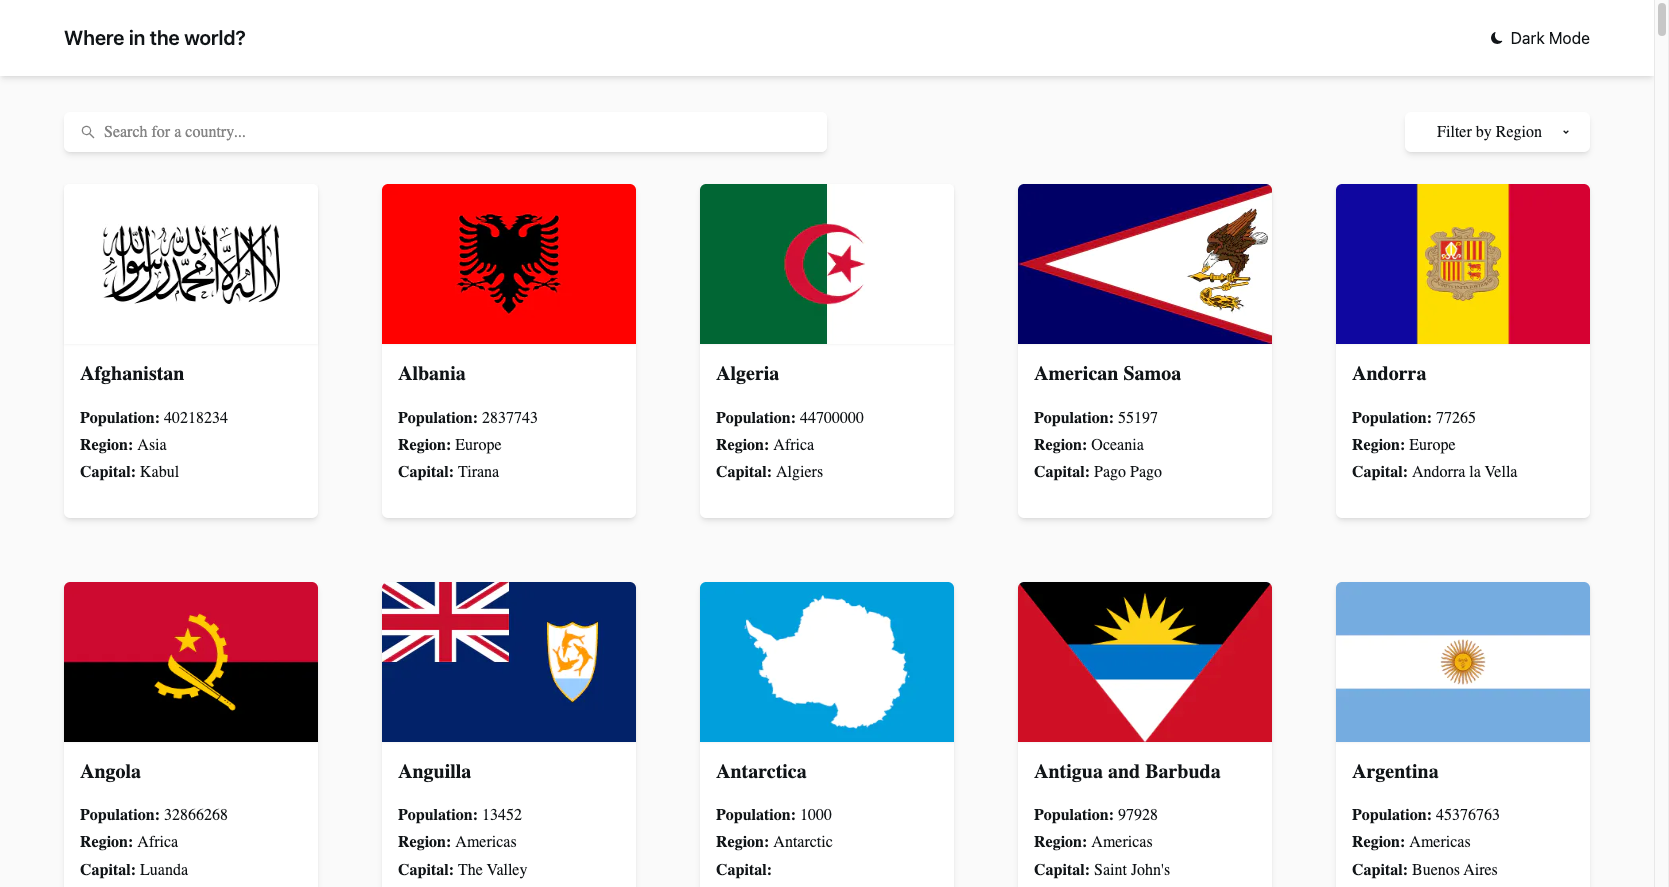 Where in the world?
Dark Mode
Search for a country...
Filter by Region
لا إله إلا الله محمد رسول الله
Afghanistan
Population: 40218234
Region: Asia
Capital: Kabul
Albania
Population: 2837743
Region: Europe
Capital: Tirana
Algeria
Population: 44700000
Region: Africa
Capital: Algiers
American Samoa
Population: 55197
Region: Oceania
Capital: Pago Pago
Andorra
Population: 77265
Region: Europe
Capital: Andorra la Vella
Angola
Population: 32866268
Region: Africa
Capital: Luanda
Anguilla
Population: 13452
Region: Americas
Capital: The Valley
Antarctica
Population: 1000
Region: Antarctic
Capital:
Antigua and Barbuda
Population: 97928
Region: Americas
Capital: Saint John's
Argentina
Population: 45376763
Region: Americas
Capital: Buenos Aires